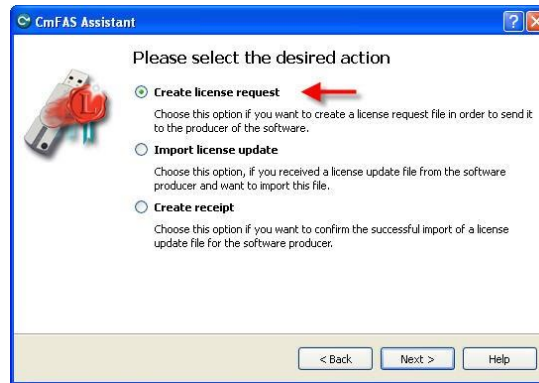 CmFAS Assistant
Please select the desired action
Create license request
Choose this option if you want to create a license request file in order to send it
to the producer of the software.
Import license update
Choose this option, if you received a license update file from the software
producer and want to import this file.
Create receipt
Choose this option if you want to confirm the successful import of a license
update file for the software producer.
< Back Next > Help